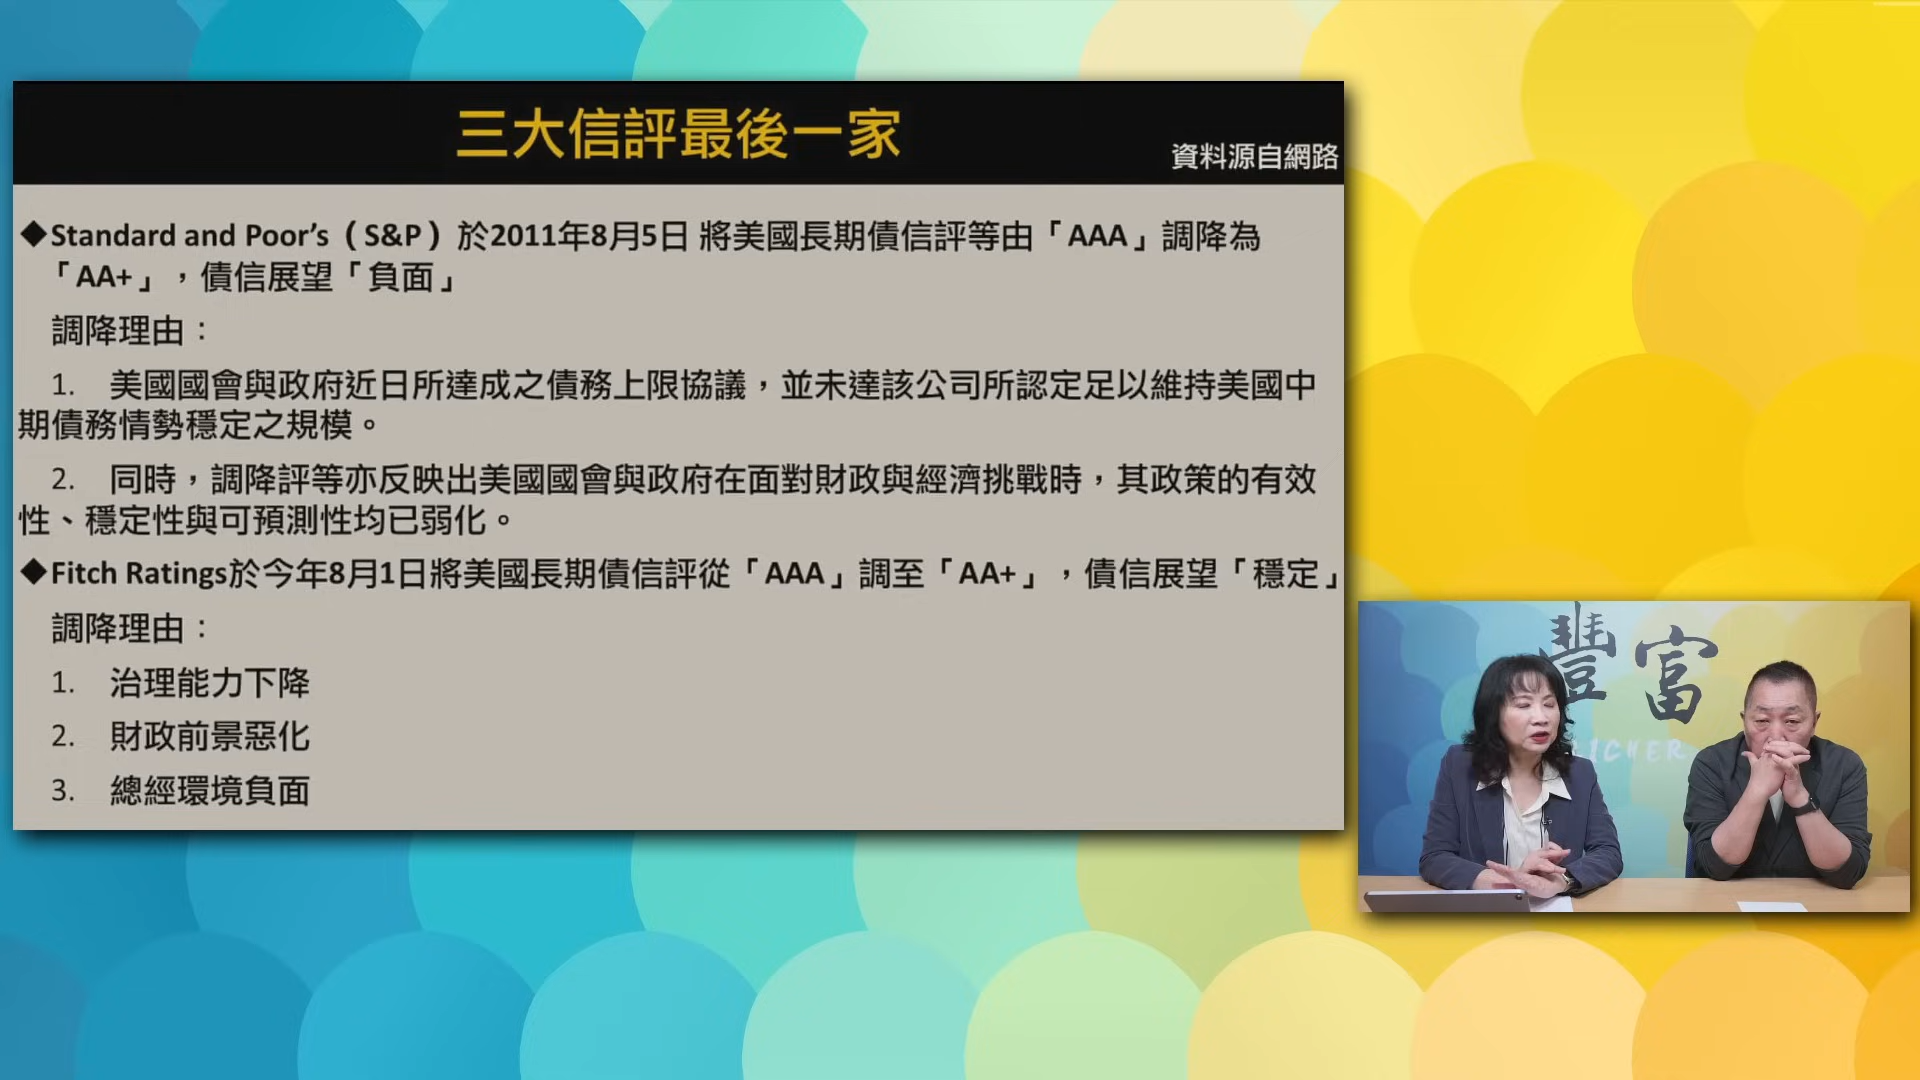 三大信評最後一家
資料源自網路
◆Standard and Poor’s（S&P）於2011年8月5日 將美國長期債信評等由「AAA」調降為
「AA+」，債信展望「負面」
調降理由：
1. 美國國會與政府近日所達成之債務上限協議，並未達該公司所認定足以維持美國中
期債務情勢穩定之規模。
2. 同時，調降評等亦反映出美國國會與政府在面對財政與經濟挑戰時，其政策的有效
性、穩定性與可預測性均已弱化。
◆Fitch Ratings於今年8月1日將美國長期債信評從「AAA」調至「AA+」，債信展望「穩定」
調降理由：
1. 治理能力下降
2. 財政前景惡化
3. 總經環境負面
豐富